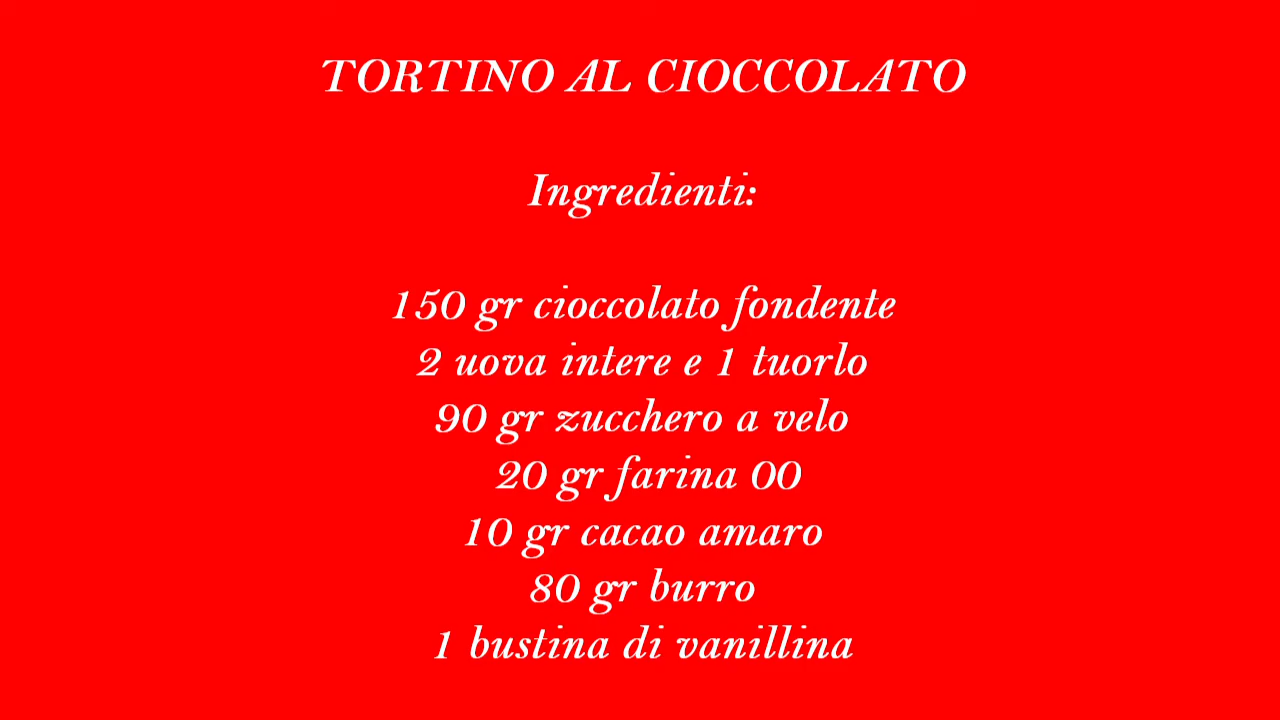 TORTINO AL CIOCCOLATO
Ingredienti:
150 gr cioccolato fondente
2 uova intere e 1 tuorlo
90 gr zucchero a velo
20 gr farina 00
10 gr cacao amaro
80 gr burro
1 bustina di vanillina